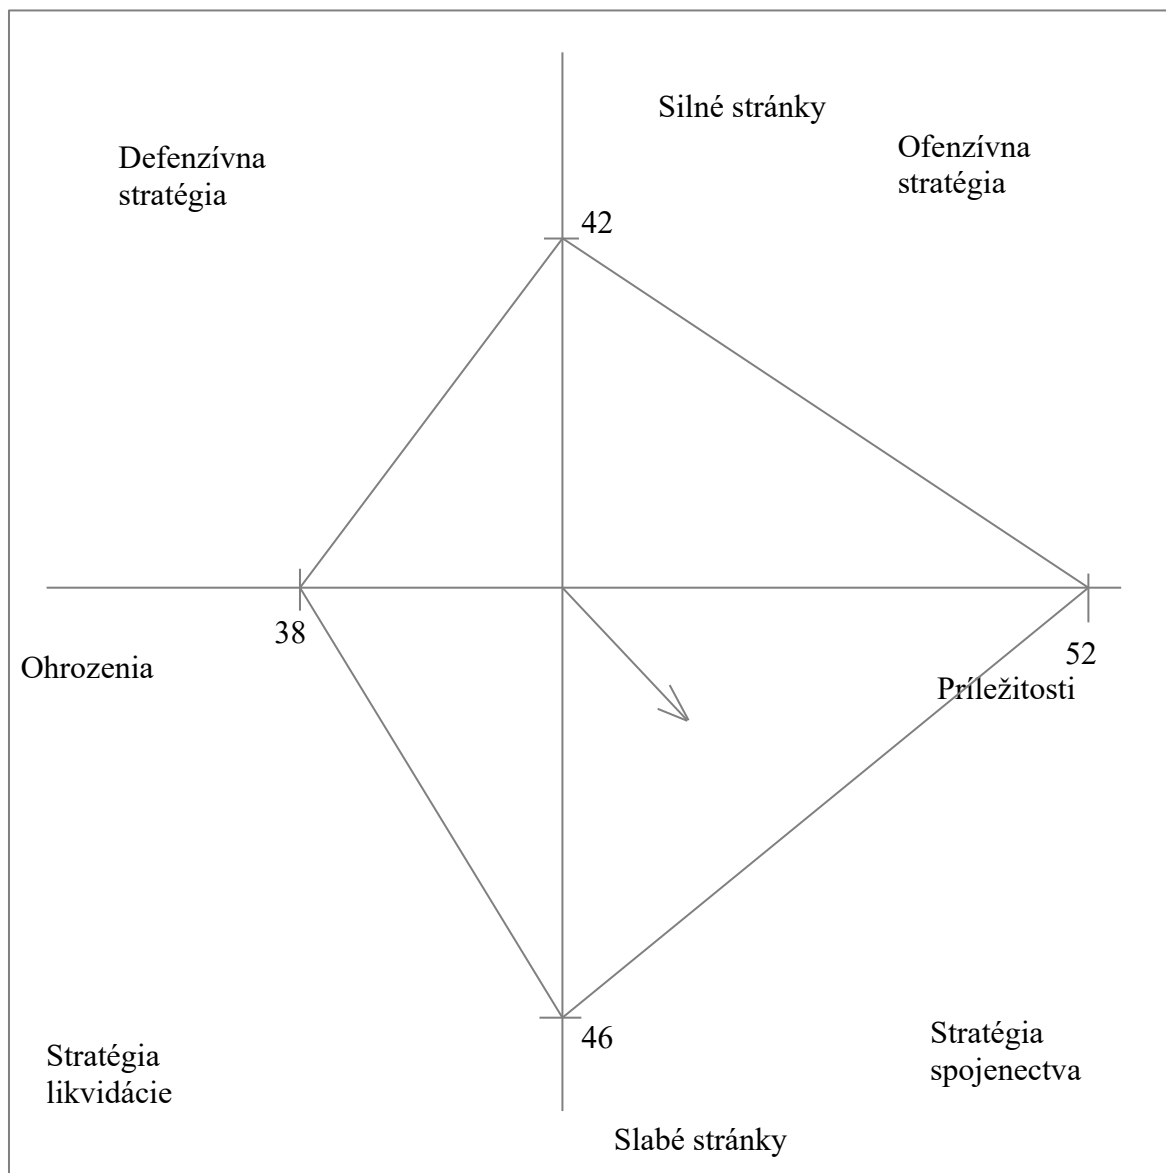 Silné stránky
Defenzívna
stratégia
Ofenzívna
stratégia
42
38
52
Ohrozenia
Príležitosti
46
Stratégia
likvidácie
Stratégia
spojenectva
Slabé stránky